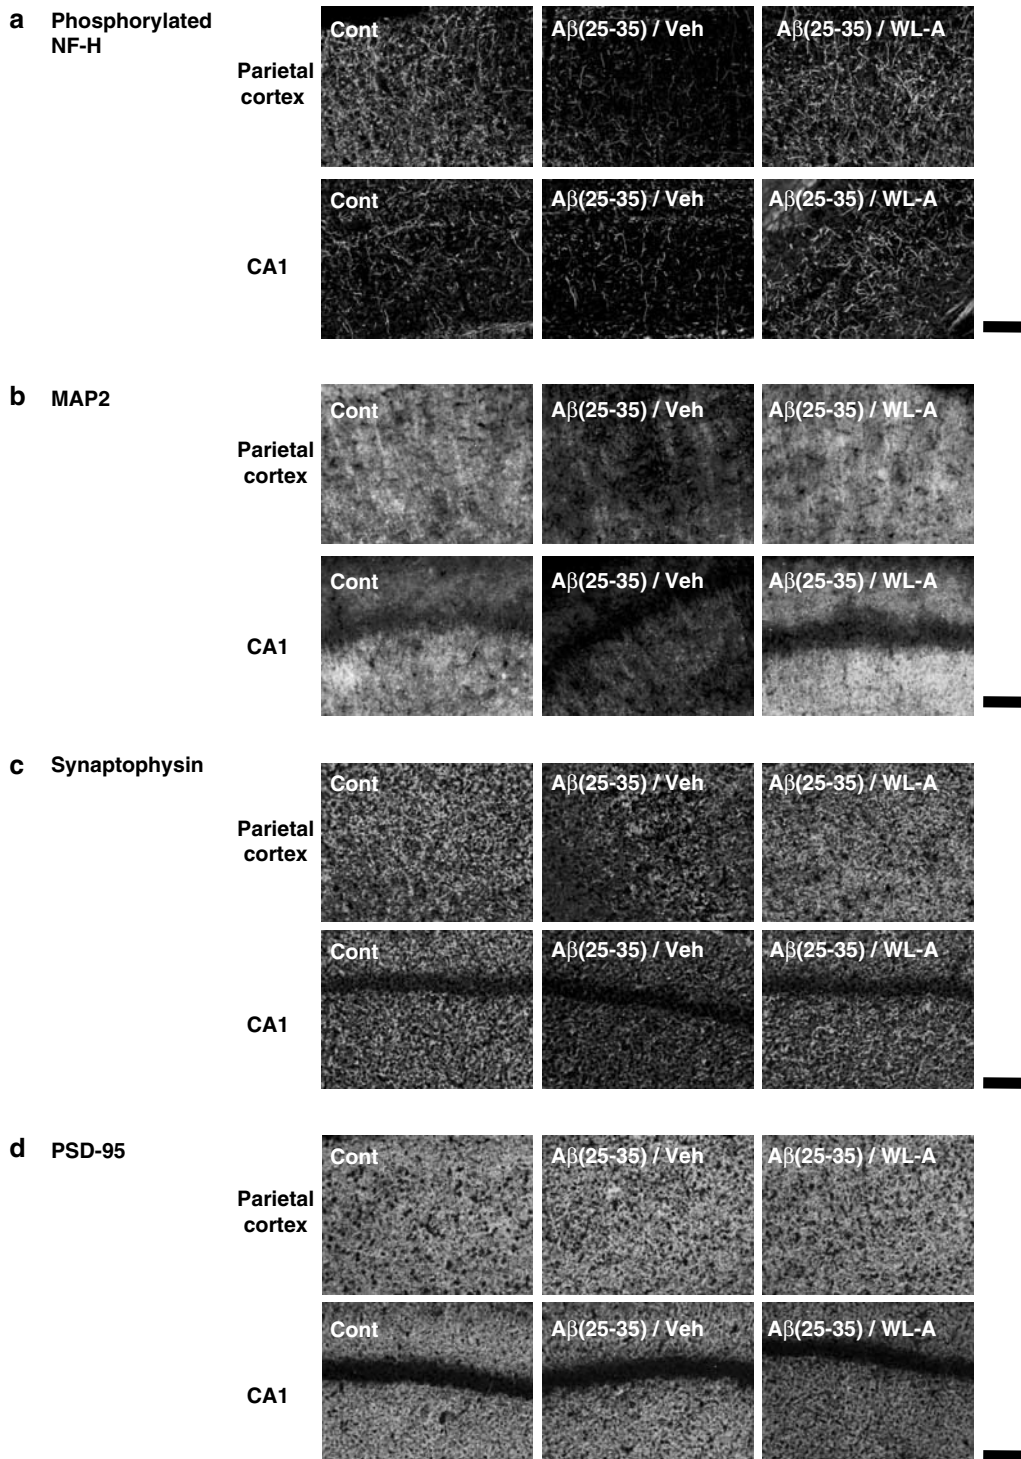 a Phosphorylated
NF-H
Parietal
cortex
Cont
Aβ(25-35) / Veh
Aβ(25-35) / WL-A
CA1
Cont
Aβ(25-35) / Veh
Aβ(25-35) / WL-A
b MAP2
Parietal
cortex
Cont
Aβ(25-35) / Veh
Aβ(25-35) / WL-A
CA1
Cont
Aβ(25-35) / Veh
Aβ(25-35) / WL-A
c Synaptophysin
Parietal
cortex
Cont
Aβ(25-35) / Veh
Aβ(25-35) / WL-A
CA1
Cont
Aβ(25-35) / Veh
Aβ(25-35) / WL-A
d PSD-95
Parietal
cortex
Cont
Aβ(25-35) / Veh
Aβ(25-35) / WL-A
CA1
Cont
Aβ(25-35) / Veh
Aβ(25-35) / WL-A